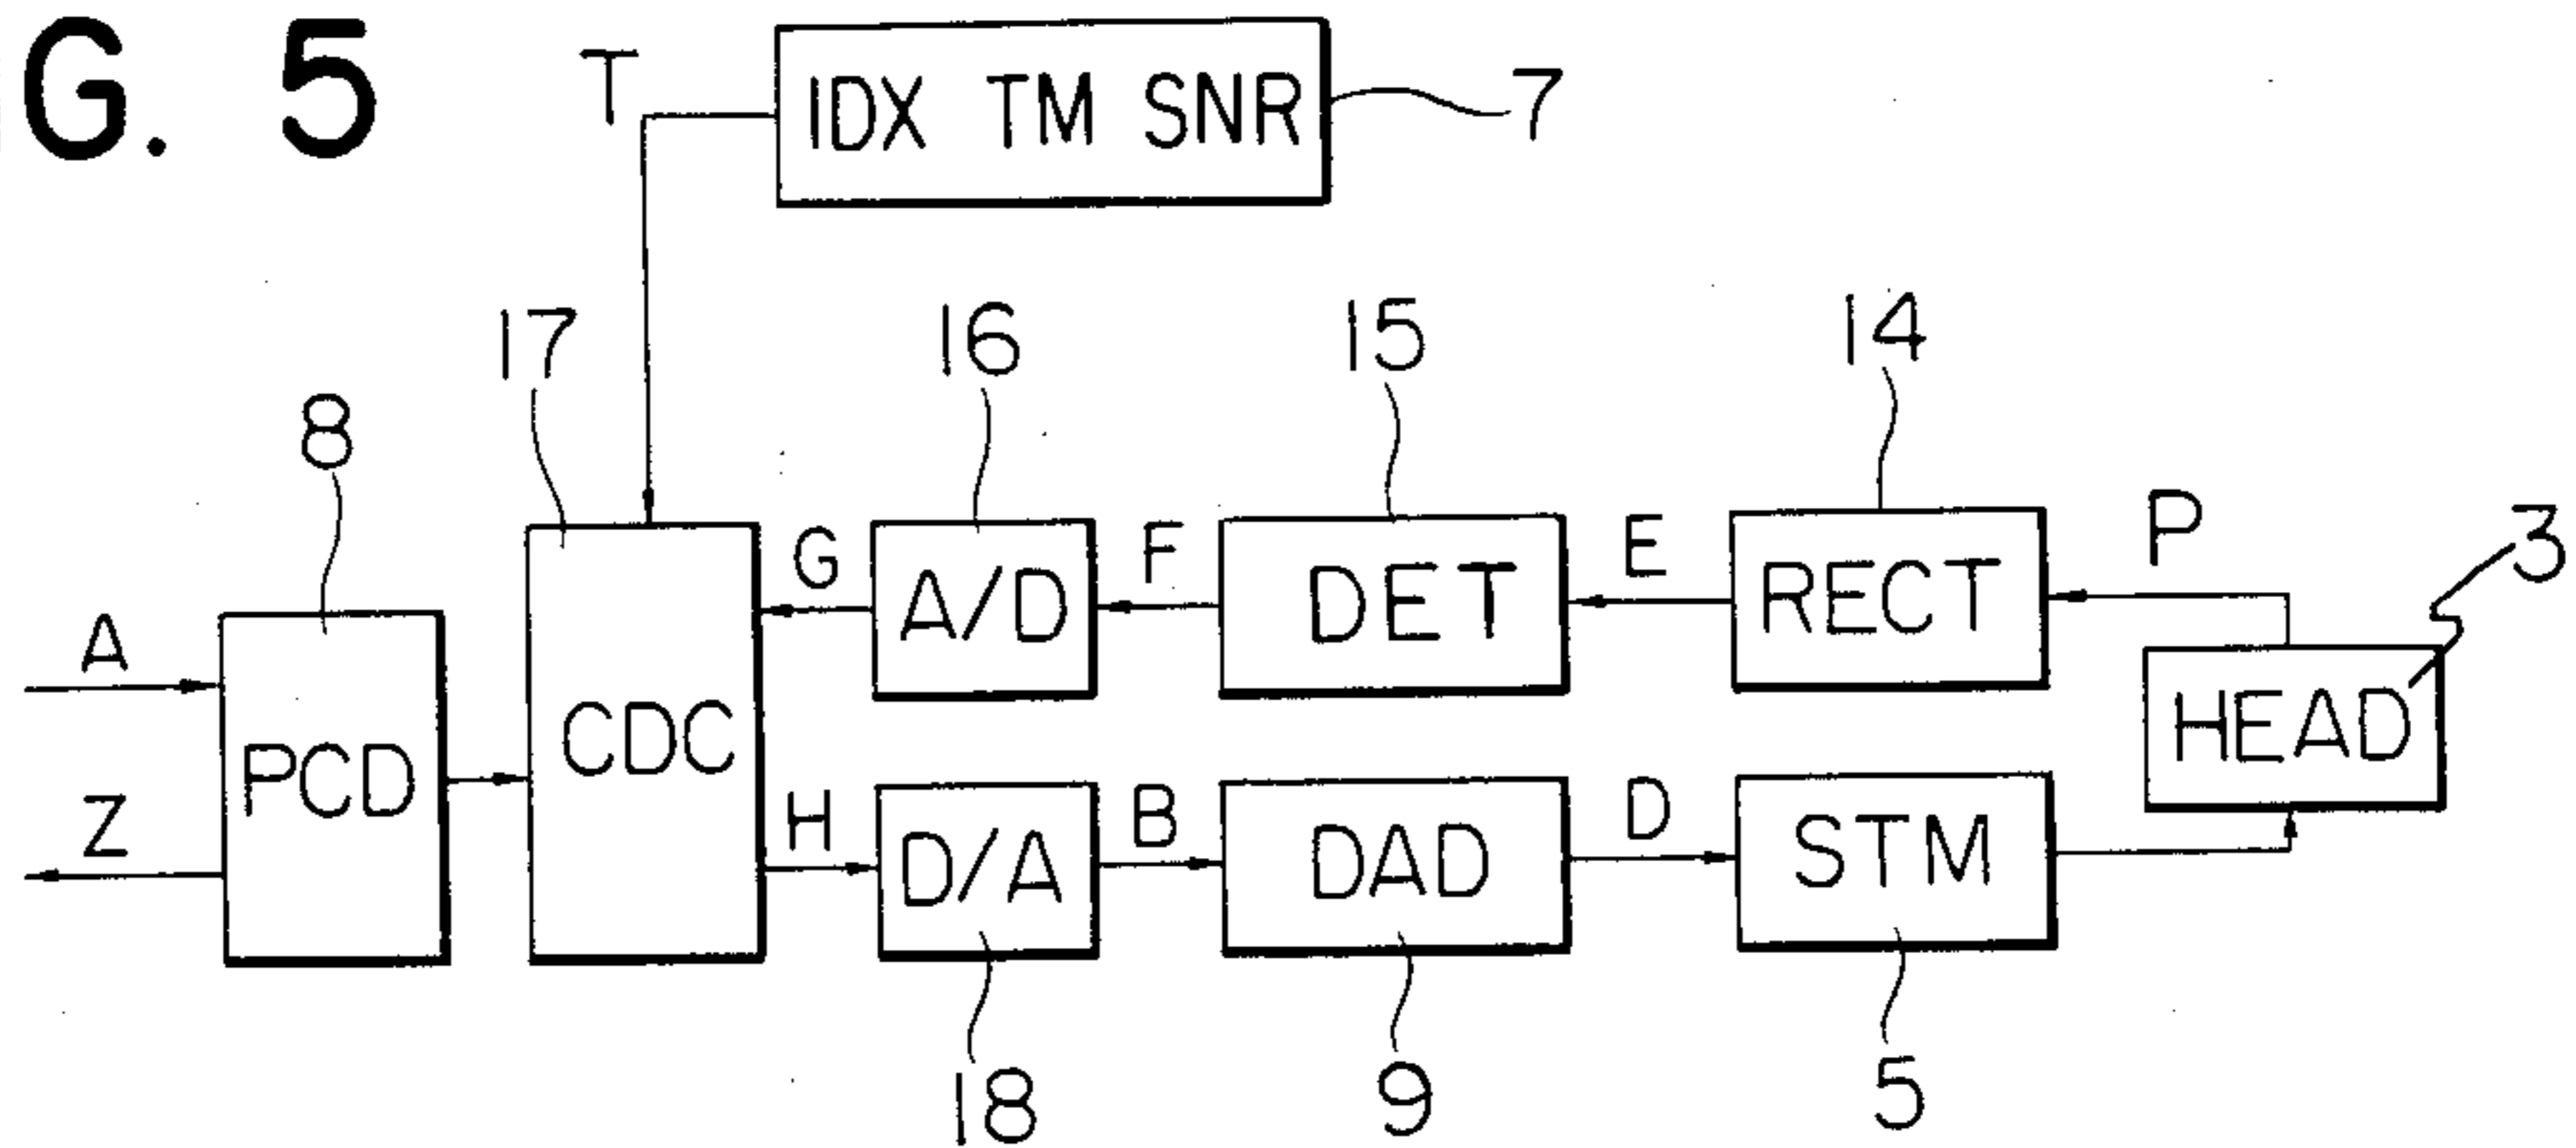 G. 5
T
IDX TM SNR
7
17
16
15
14
8
P
3
G
F
E
A/D
DET
RECT
A
HEAD
PCD
CDC
Z
H
B
D
D/A
DAD
STM
18
9
5